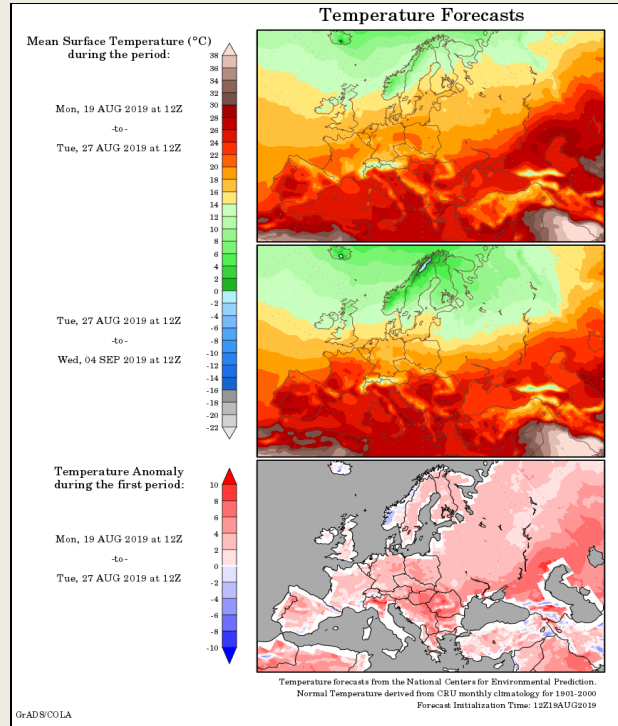 Temperature Forecasts
Mean Surface Temperature (°C)
during the period:
Mon, 19 AUG 2019 at 12Z
-to-
Tue, 27 AUG 2019 at 12Z
38
36
34
32
30
28
26
24
22
20
18
16
14
12
10
8
6
4
2
0
-2
-4
-6
-8
-10
-12
-14
-16
-18
-20
-22
Tue, 27 AUG 2019 at 12Z
-to-
Wed, 04 SEP 2019 at 12Z
Temperature Anomaly
during the first period:
Mon, 19 AUG 2019 at 12Z
-to-
Tue, 27 AUG 2019 at 12Z
10
8
6
4
2
0
-2
-4
-6
-8
-10
Temperature forecasts from the National Centers for Environmental Prediction.
Normal Temperature derived from CRU monthly climatology for 1901-2000
Forecast Initialization Time: 12Z19AUG2019
GrADS/COLA